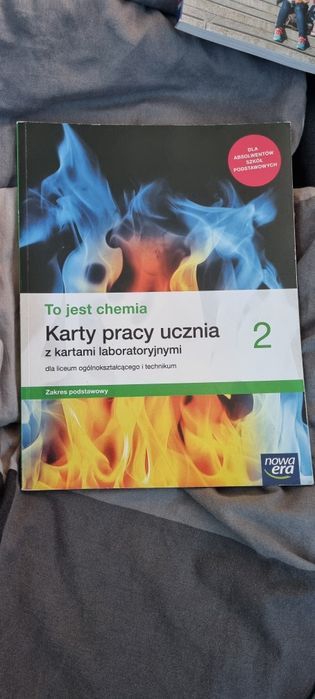 DLA
ABSOLWENTÓW
SZKÓŁ
PODSTAWOWYCH
To jest chemia
Karty pracy ucznia
z kartami laboratoryjnymi
2
dla liceum ogólnokształcącego i technikum
Zakres podstawowy
nowa
era